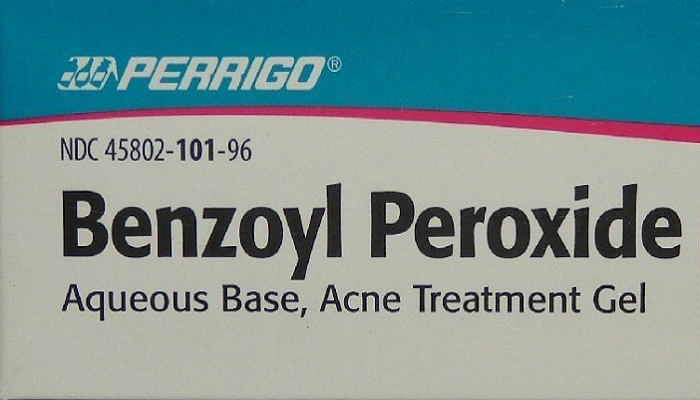 PERRIGO®
NDC 45802-101-96
Benzoyl Peroxide
Aqueous Base, Acne Treatment Gel